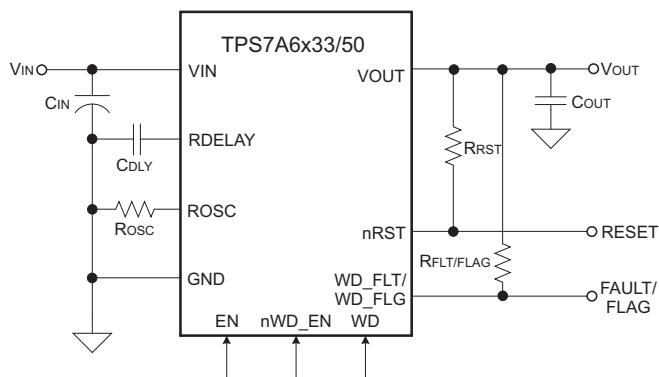 TPS7A6x33/50
VIN
VIN
VOUT
VOUT
CIN
COUT
RDELAY
CDLY
RRST
ROSC
ROSC
nRST
RESET
RFLT/FLAG
GND
WD_FLT/
WD_FLG
FAULT/
FLAG
EN
nWD_EN
WD